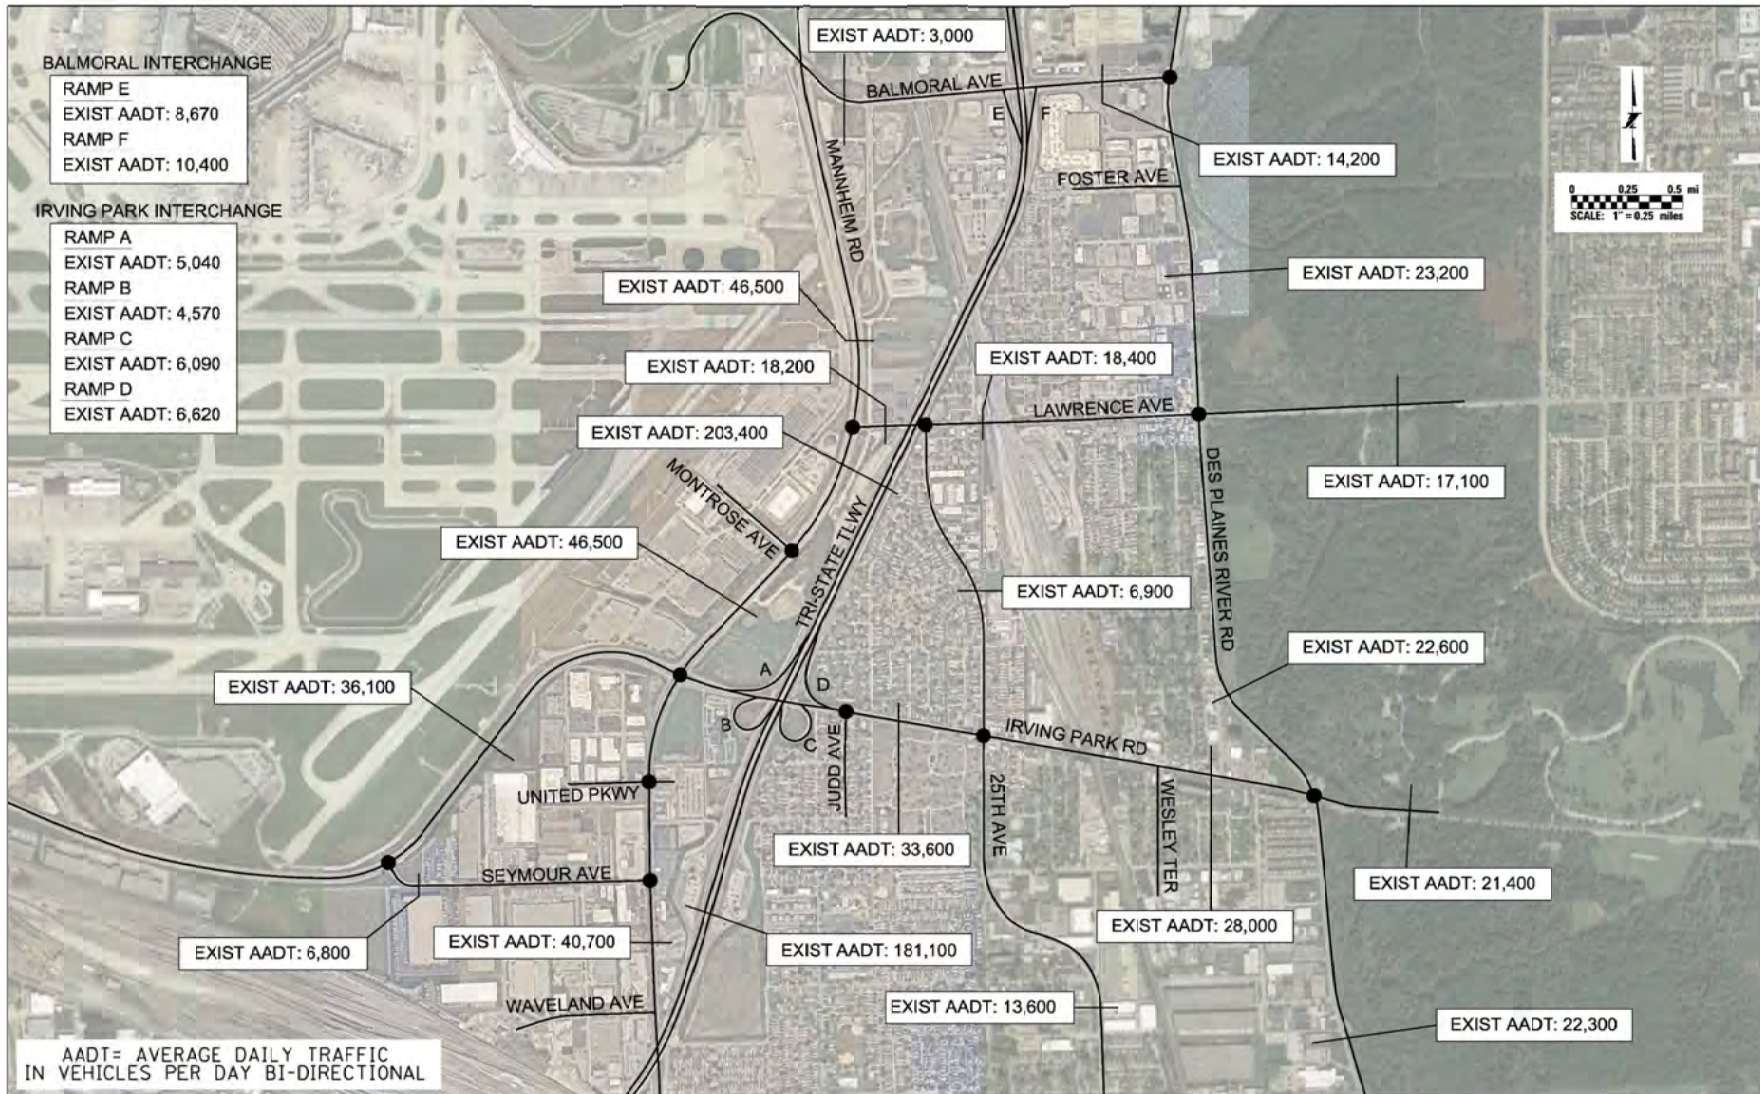 EXIST AADT: 3,000
BALMORAL INTERCHANGE
RAMP E
EXIST AADT: 8,670
RAMP F
EXIST AADT: 10,400
IRVING PARK INTERCHANGE
RAMP A
EXIST AADT: 5,040
RAMP B
EXIST AADT: 4,570
RAMP C
EXIST AADT: 6,090
RAMP D
EXIST AADT: 6,620
BALMORAL AVE
E
F
N
EXIST AADT: 14,200
FOSTER AVE
0 0.25 0.5 mi
SCALE: 1" = 0.25 miles
MANNHEIM RD
EXIST AADT: 23,200
EXIST AADT: 46,500
EXIST AADT: 18,200
EXIST AADT: 18,400
LAWRENCE AVE
EXIST AADT: 203,400
EXIST AADT: 17,100
MONTROSE AVE
DES PLAINES RIVER RD
EXIST AADT: 46,500
TRI-STATE TLWY
EXIST AADT: 6,900
EXIST AADT: 22,600
EXIST AADT: 36,100
A
D
B
C
JUDD AVE
IRVING PARK RD
UNITED PKWY
25TH AVE
WESLEY TER
EXIST AADT: 33,600
SEYMOUR AVE
EXIST AADT: 21,400
EXIST AADT: 28,000
EXIST AADT: 6,800
EXIST AADT: 40,700
EXIST AADT: 181,100
WAVELAND AVE
EXIST AADT: 13,600
EXIST AADT: 22,300
AADT= AVERAGE DAILY TRAFFIC
IN VEHICLES PER DAY BI-DIRECTIONAL